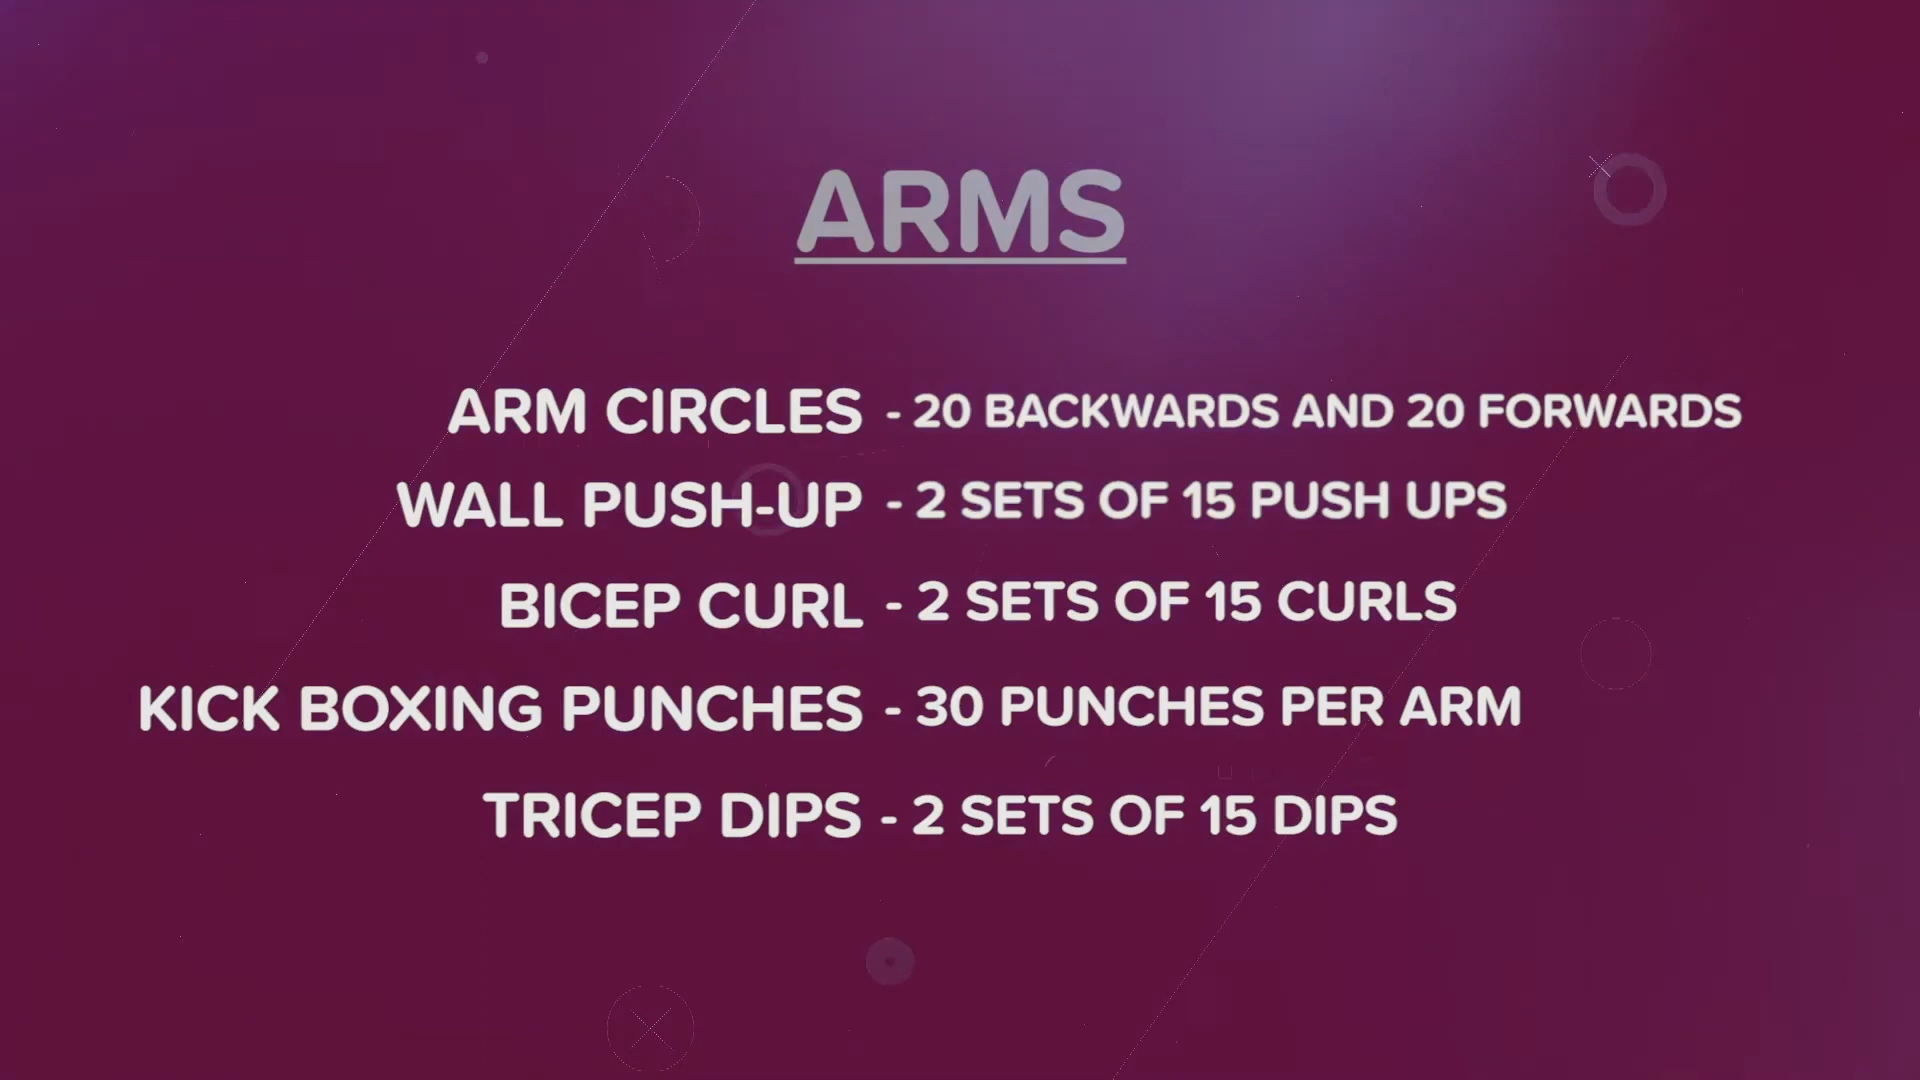 ARMS
ARM CIRCLES - 20 BACKWARDS AND 20 FORWARDS
WALL PUSH-UP - 2 SETS OF 15 PUSH UPS
BICEP CURL - 2 SETS OF 15 CURLS
KICK BOXING PUNCHES - 30 PUNCHES PER ARM
TRICEP DIPS - 2 SETS OF 15 DIPS